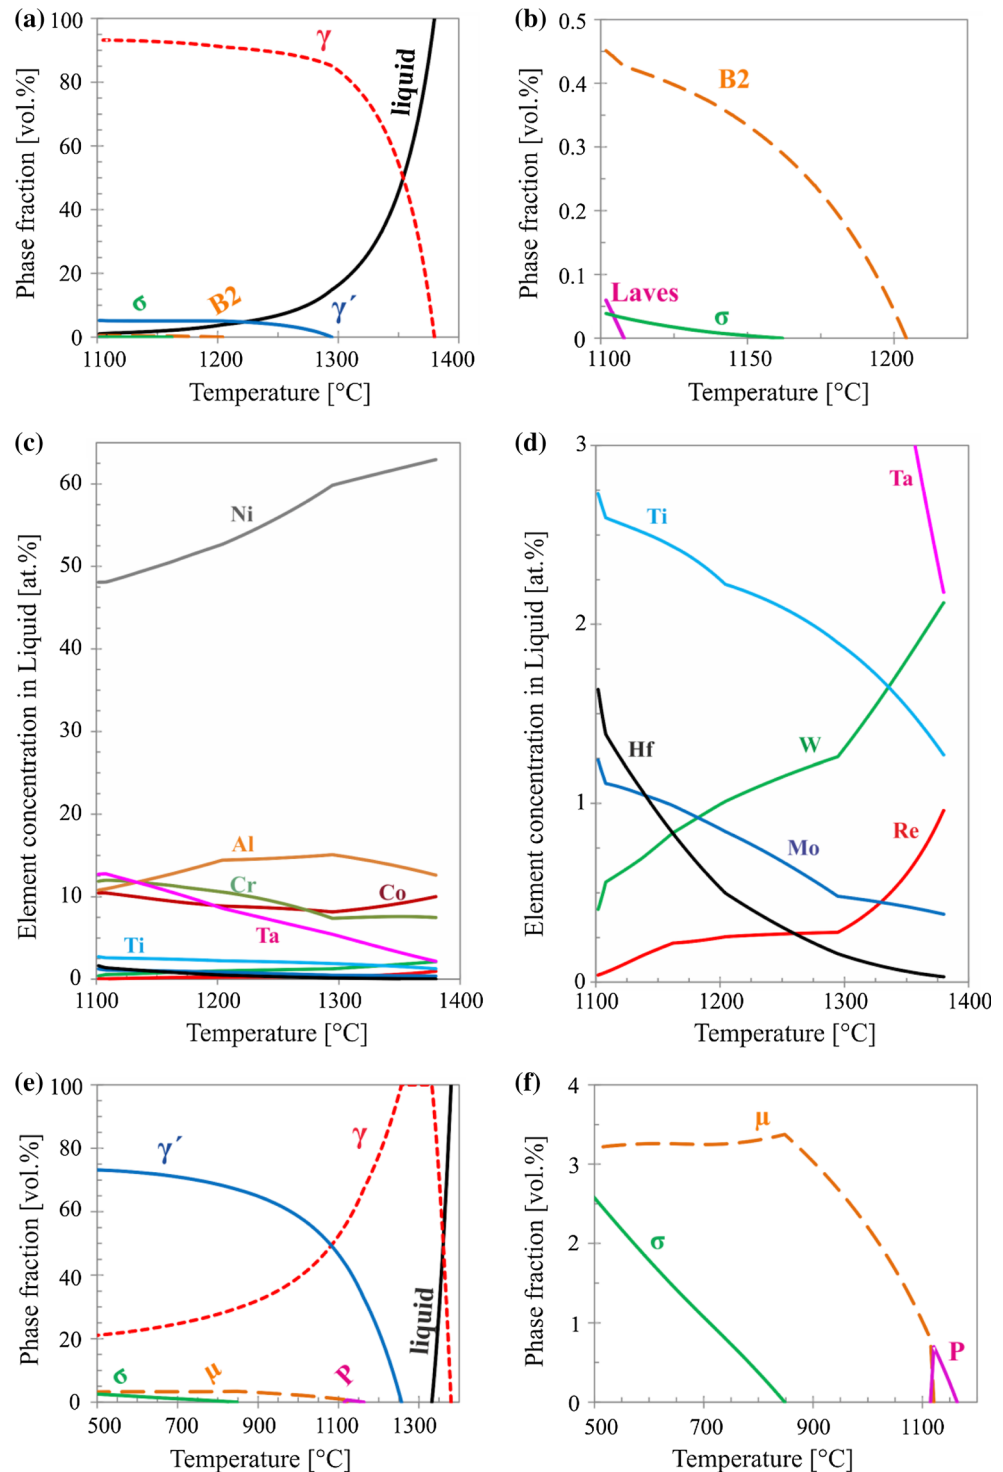 (a)
100
80
60
40
20
0
Phase fraction [vol.%]
γ
liquid
σ
B2
γ´
1100
1200
1300
1400
Temperature [°C]
(b)
0.5
0.4
0.3
0.2
0.1
0
Phase fraction [vol.%]
B2
Laves
σ
1100
1150
1200
Temperature [°C]
(c)
60
50
40
30
20
10
0
Element concentration in Liquid [at.%]
Ni
Al
Cr
Co
Ta
Ti
1100
1200
1300
1400
Temperature [°C]
(d)
3
2
1
0
Element concentration in Liquid [at.%]
Ta
Ti
W
Hf
Re
Mo
1100
1200
1300
1400
Temperature [°C]
(e)
100
80
60
40
20
0
Phase fraction [vol.%]
γ´
γ
liquid
σ
μ
P
500
700
900
1100
1300
Temperature [°C]
(f)
4
3
2
1
0
Phase fraction [vol.%]
μ
σ
P
500
700
900
1100
Temperature [°C]